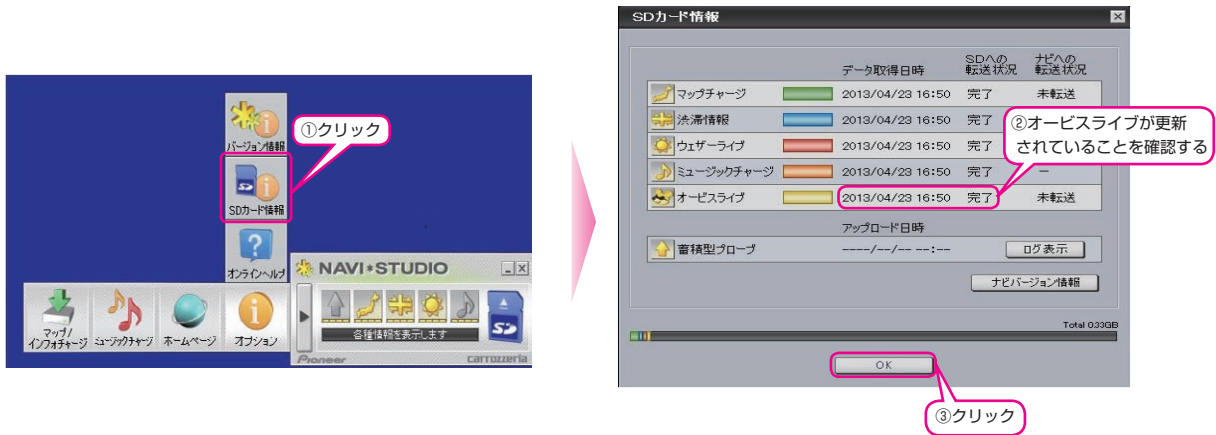 バージョン情報
①クリック
SDカード情報
オンラインヘルプ
マップ/
インフォチャージ
ミュージックチャージ
ホームページ
オプション
NAVI*STUDIO
各種情報を表示します
SD
Pioneer
carrozzeria
SDカード情報
データ取得日時
SDへの
転送状況
ナビへの
転送状況
マップチャージ 2013/04/23 16:50 完了 未転送
渋滞情報 2013/04/23 16:50 完了
ウェザーライブ 2013/04/23 16:50 完了
ミュージックチャージ 2013/04/23 16:50 完了 －
オービスライブ 2013/04/23 16:50 完了 未転送
②オービスライブが更新
されていることを確認する
アップロード日時
蓄積型プローブ ----/--/-- --:-- ログ表示
ナビバージョン情報
Total 0.33GB
OK
③クリック